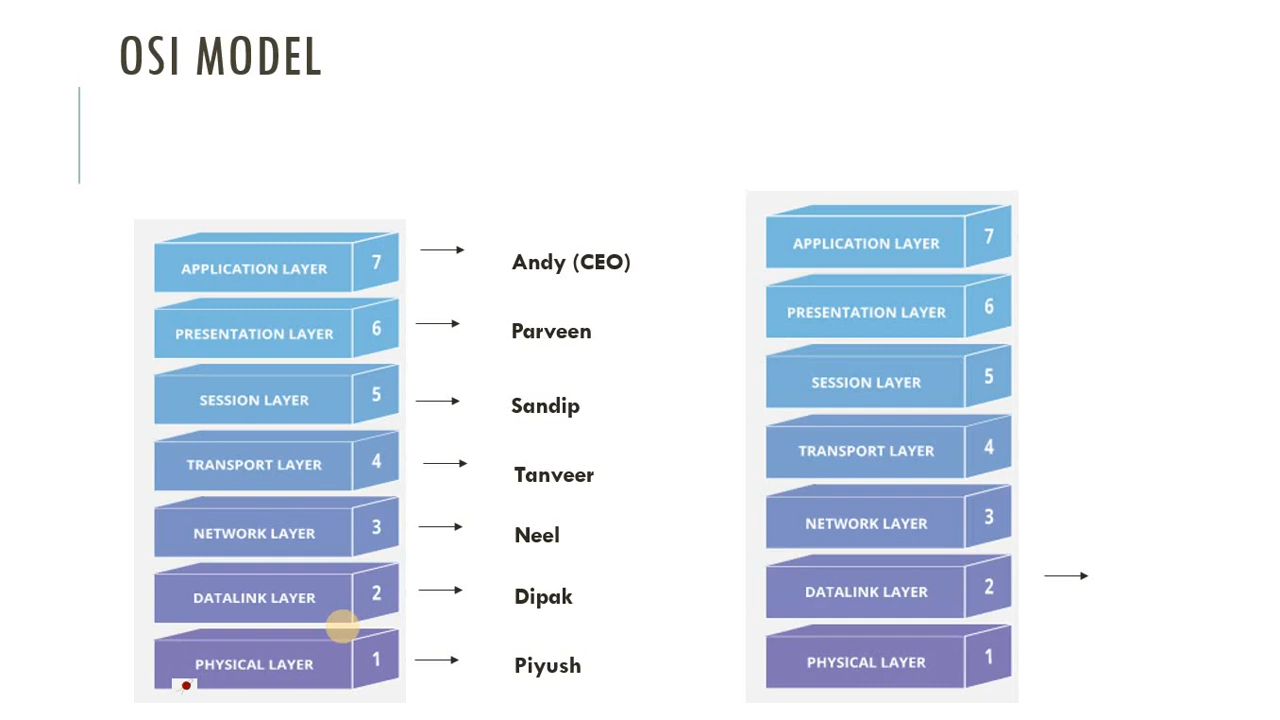 OSI MODEL
APPLICATION LAYER 7
Andy (CEO)
PRESENTATION LAYER 6
Parveen
SESSION LAYER 5
Sandip
TRANSPORT LAYER 4
Tanveer
NETWORK LAYER 3
Neel
DATALINK LAYER 2
Dipak
PHYSICAL LAYER 1
Piyush
APPLICATION LAYER 7
PRESENTATION LAYER 6
SESSION LAYER 5
TRANSPORT LAYER 4
NETWORK LAYER 3
DATALINK LAYER 2
PHYSICAL LAYER 1